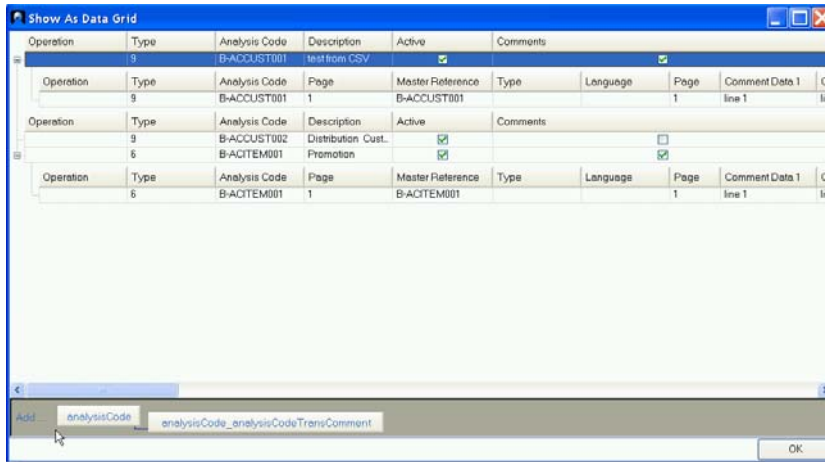 Show As Data Grid
Operation Type Analysis Code Description Active Comments
9 B-ACCUST001 test from CSV
Operation Type Analysis Code Page Master Reference Type Language Page Comment Data.1
9 B-ACCUST001 1 B-ACCUST001 1 line 1
Operation Type Analysis Code Description Active Comments
9 B-ACCUST002 Distribution Cust...
6 B-ACITEM001 Promotion
Operation Type Analysis Code Page Master Reference Type Language Page Comment Data.1
6 B-ACITEM001 1 B-ACITEM001 1 line 1
Add... analysisCode analysisCode_analysisCodeTransComment
OK